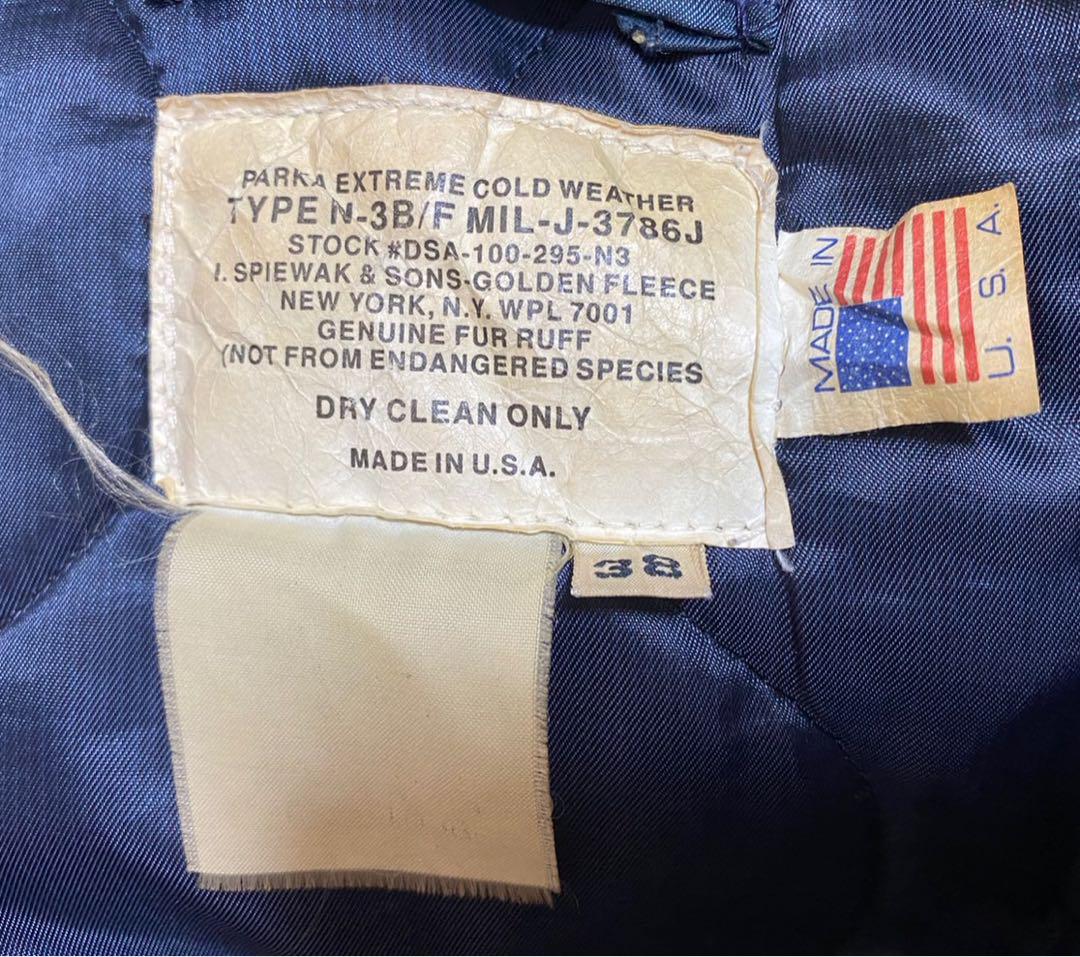 PARKA EXTREME COLD WEATHER
TYPE N-3B/F MIL-J-3786J
STOCK #DSA-100-295-N3
I. SPIEWAK & SONS-GOLDEN FLEECE
NEW YORK, N.Y. WPL 7001
GENUINE FUR RUFF
(NOT FROM ENDANGERED SPECIES
DRY CLEAN ONLY
MADE IN U.S.A.
MADE IN
U. S. A.
38